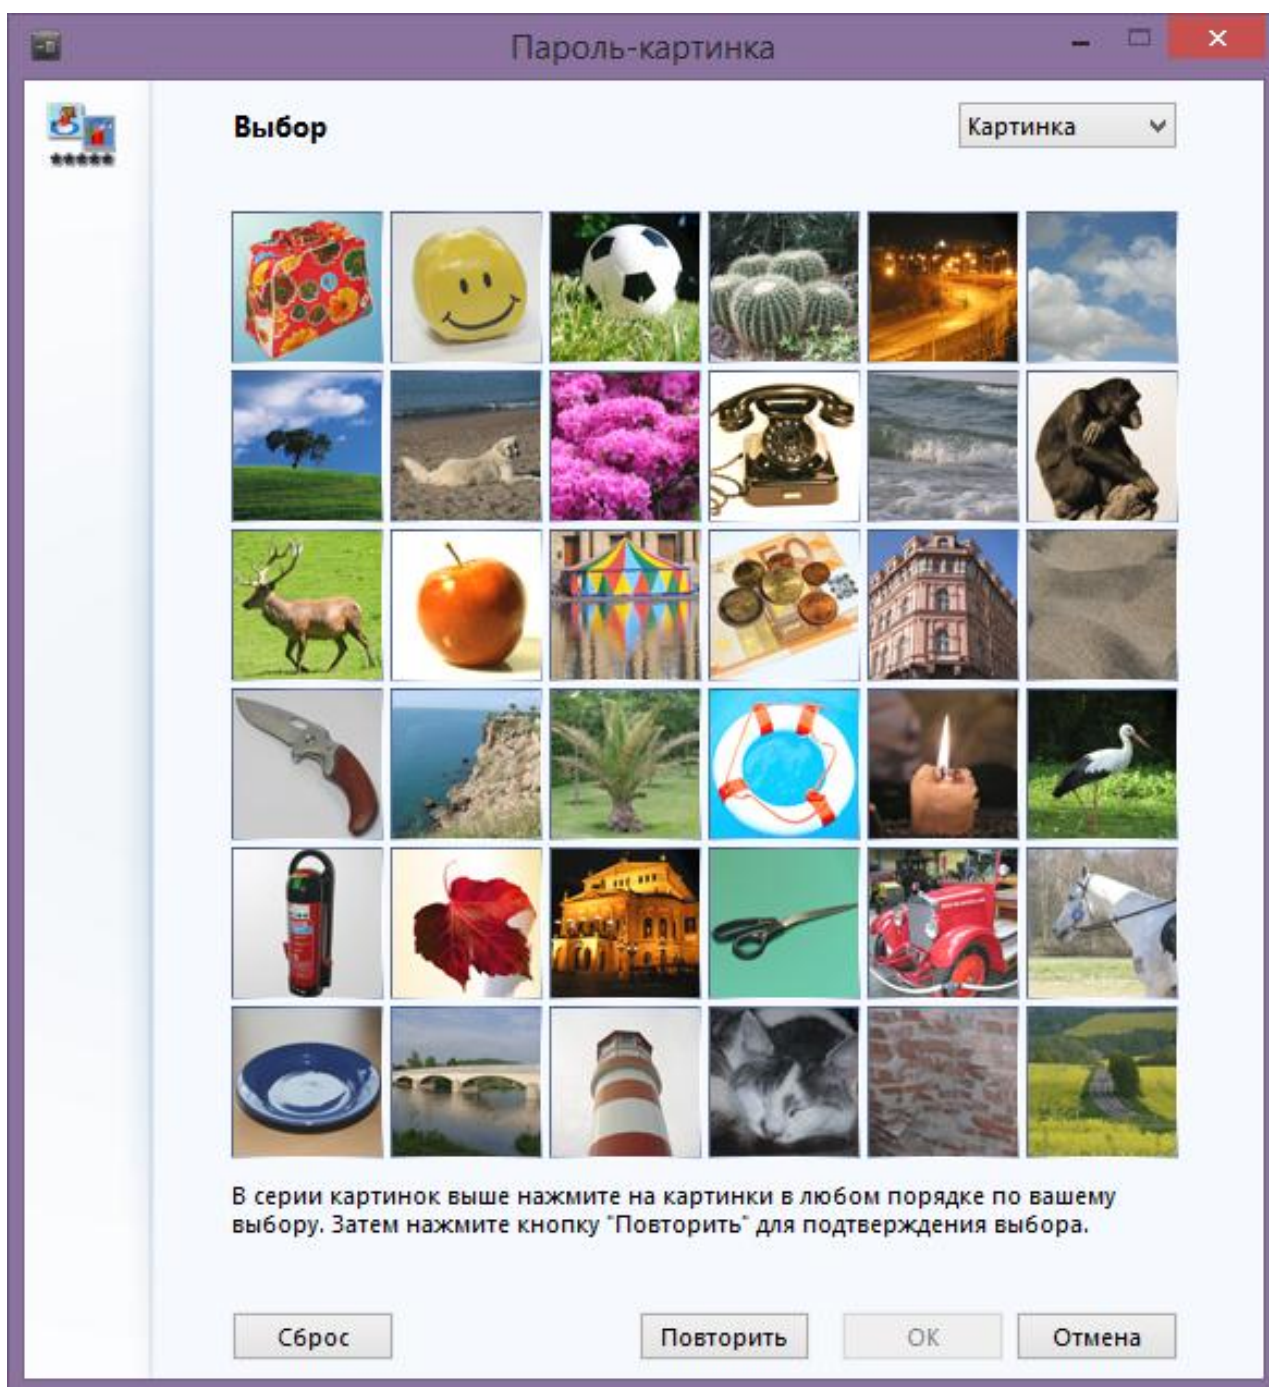 Пароль-картинка
Выбор
Картинка
В серии картинок выше нажмите на картинки в любом порядке по вашему
выбору. Затем нажмите кнопку "Повторить" для подтверждения выбора.
Сброс
Повторить
ОК
Отмена